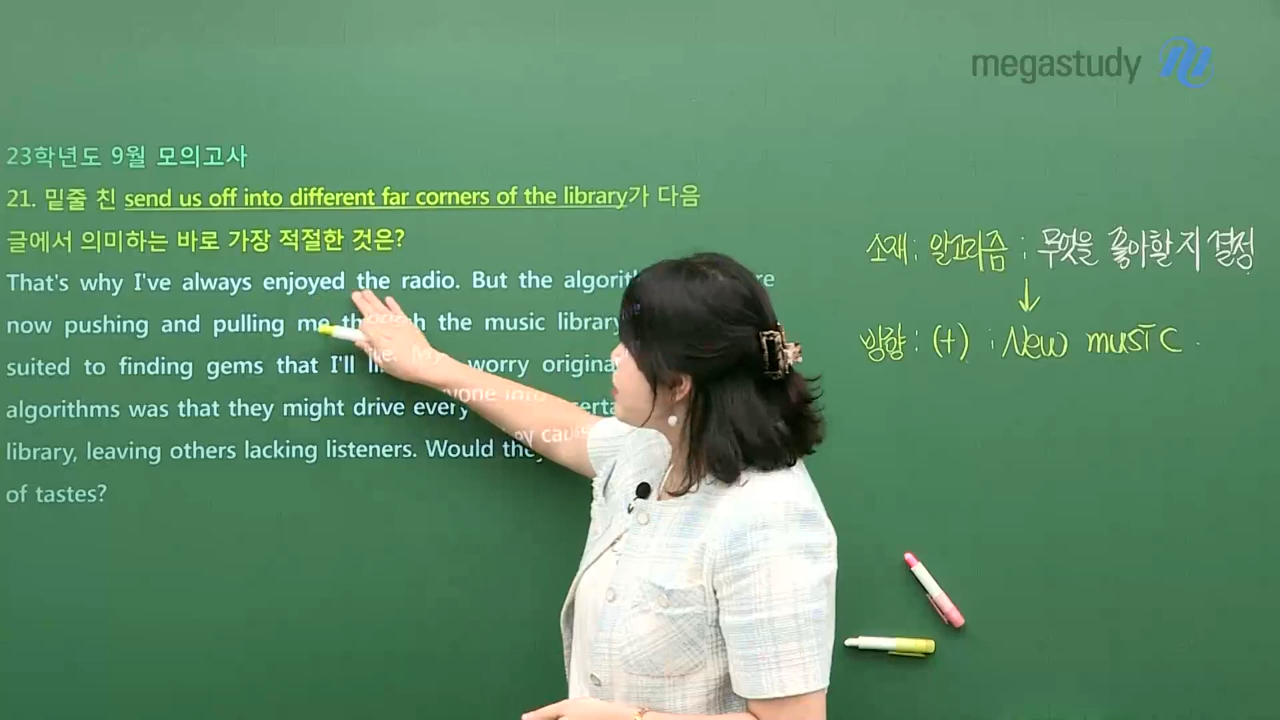 megastudy
23학년도 9월 모의고사
21. 밑줄 친 send us off into different far corners of the library가 다음
글에서 의미하는 바로 가장 적절한 것은?
That's why I've always enjoyed the radio. But the re
now pushing and pulling me the music library
suited to finding gems that I'll worry
algorithms was that they might drive
library, leaving others lacking listeners. Would they
of tastes?
소재: 알고리즘 : 무엇을 좋아할지 결정
↓
방향: (+) : New music.